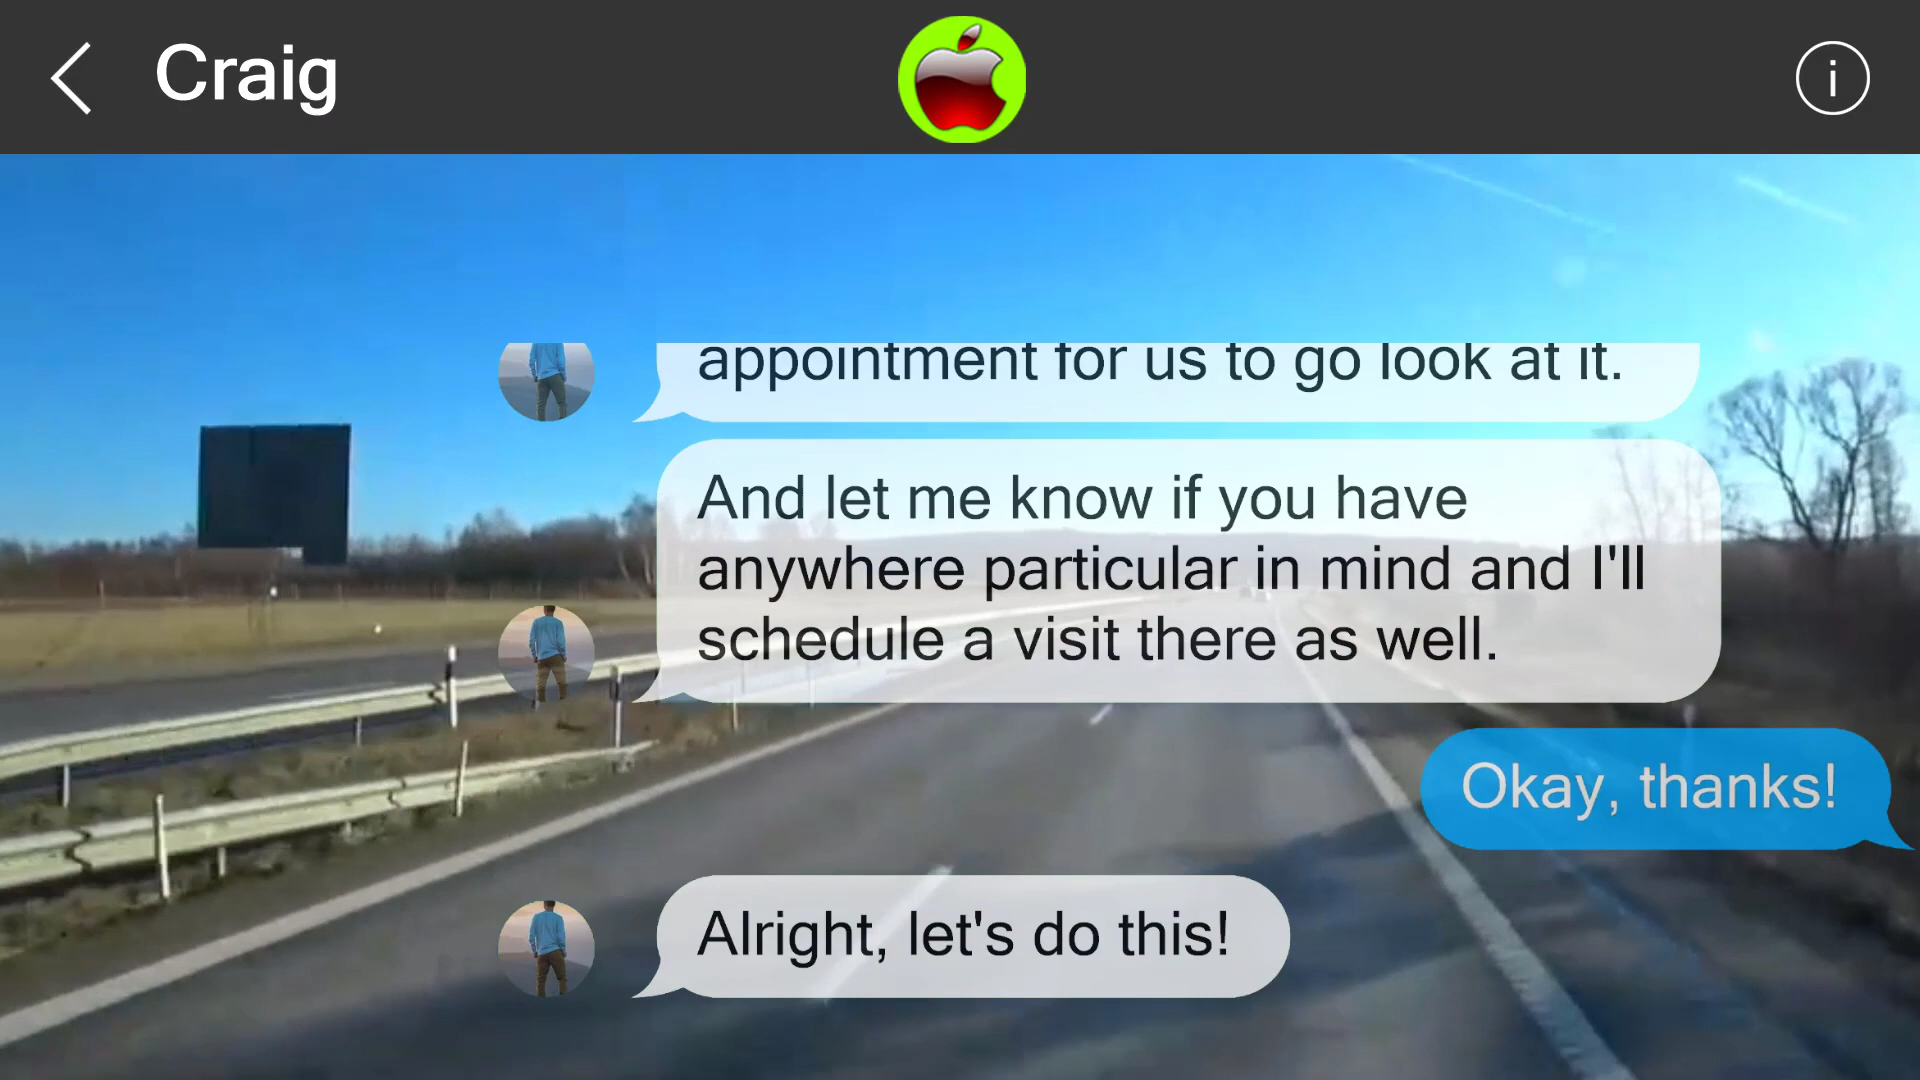 Craig
i
appointment for us to go look at it.
And let me know if you have
anywhere particular in mind and I'll
schedule a visit there as well.
Okay, thanks!
Alright, let's do this!